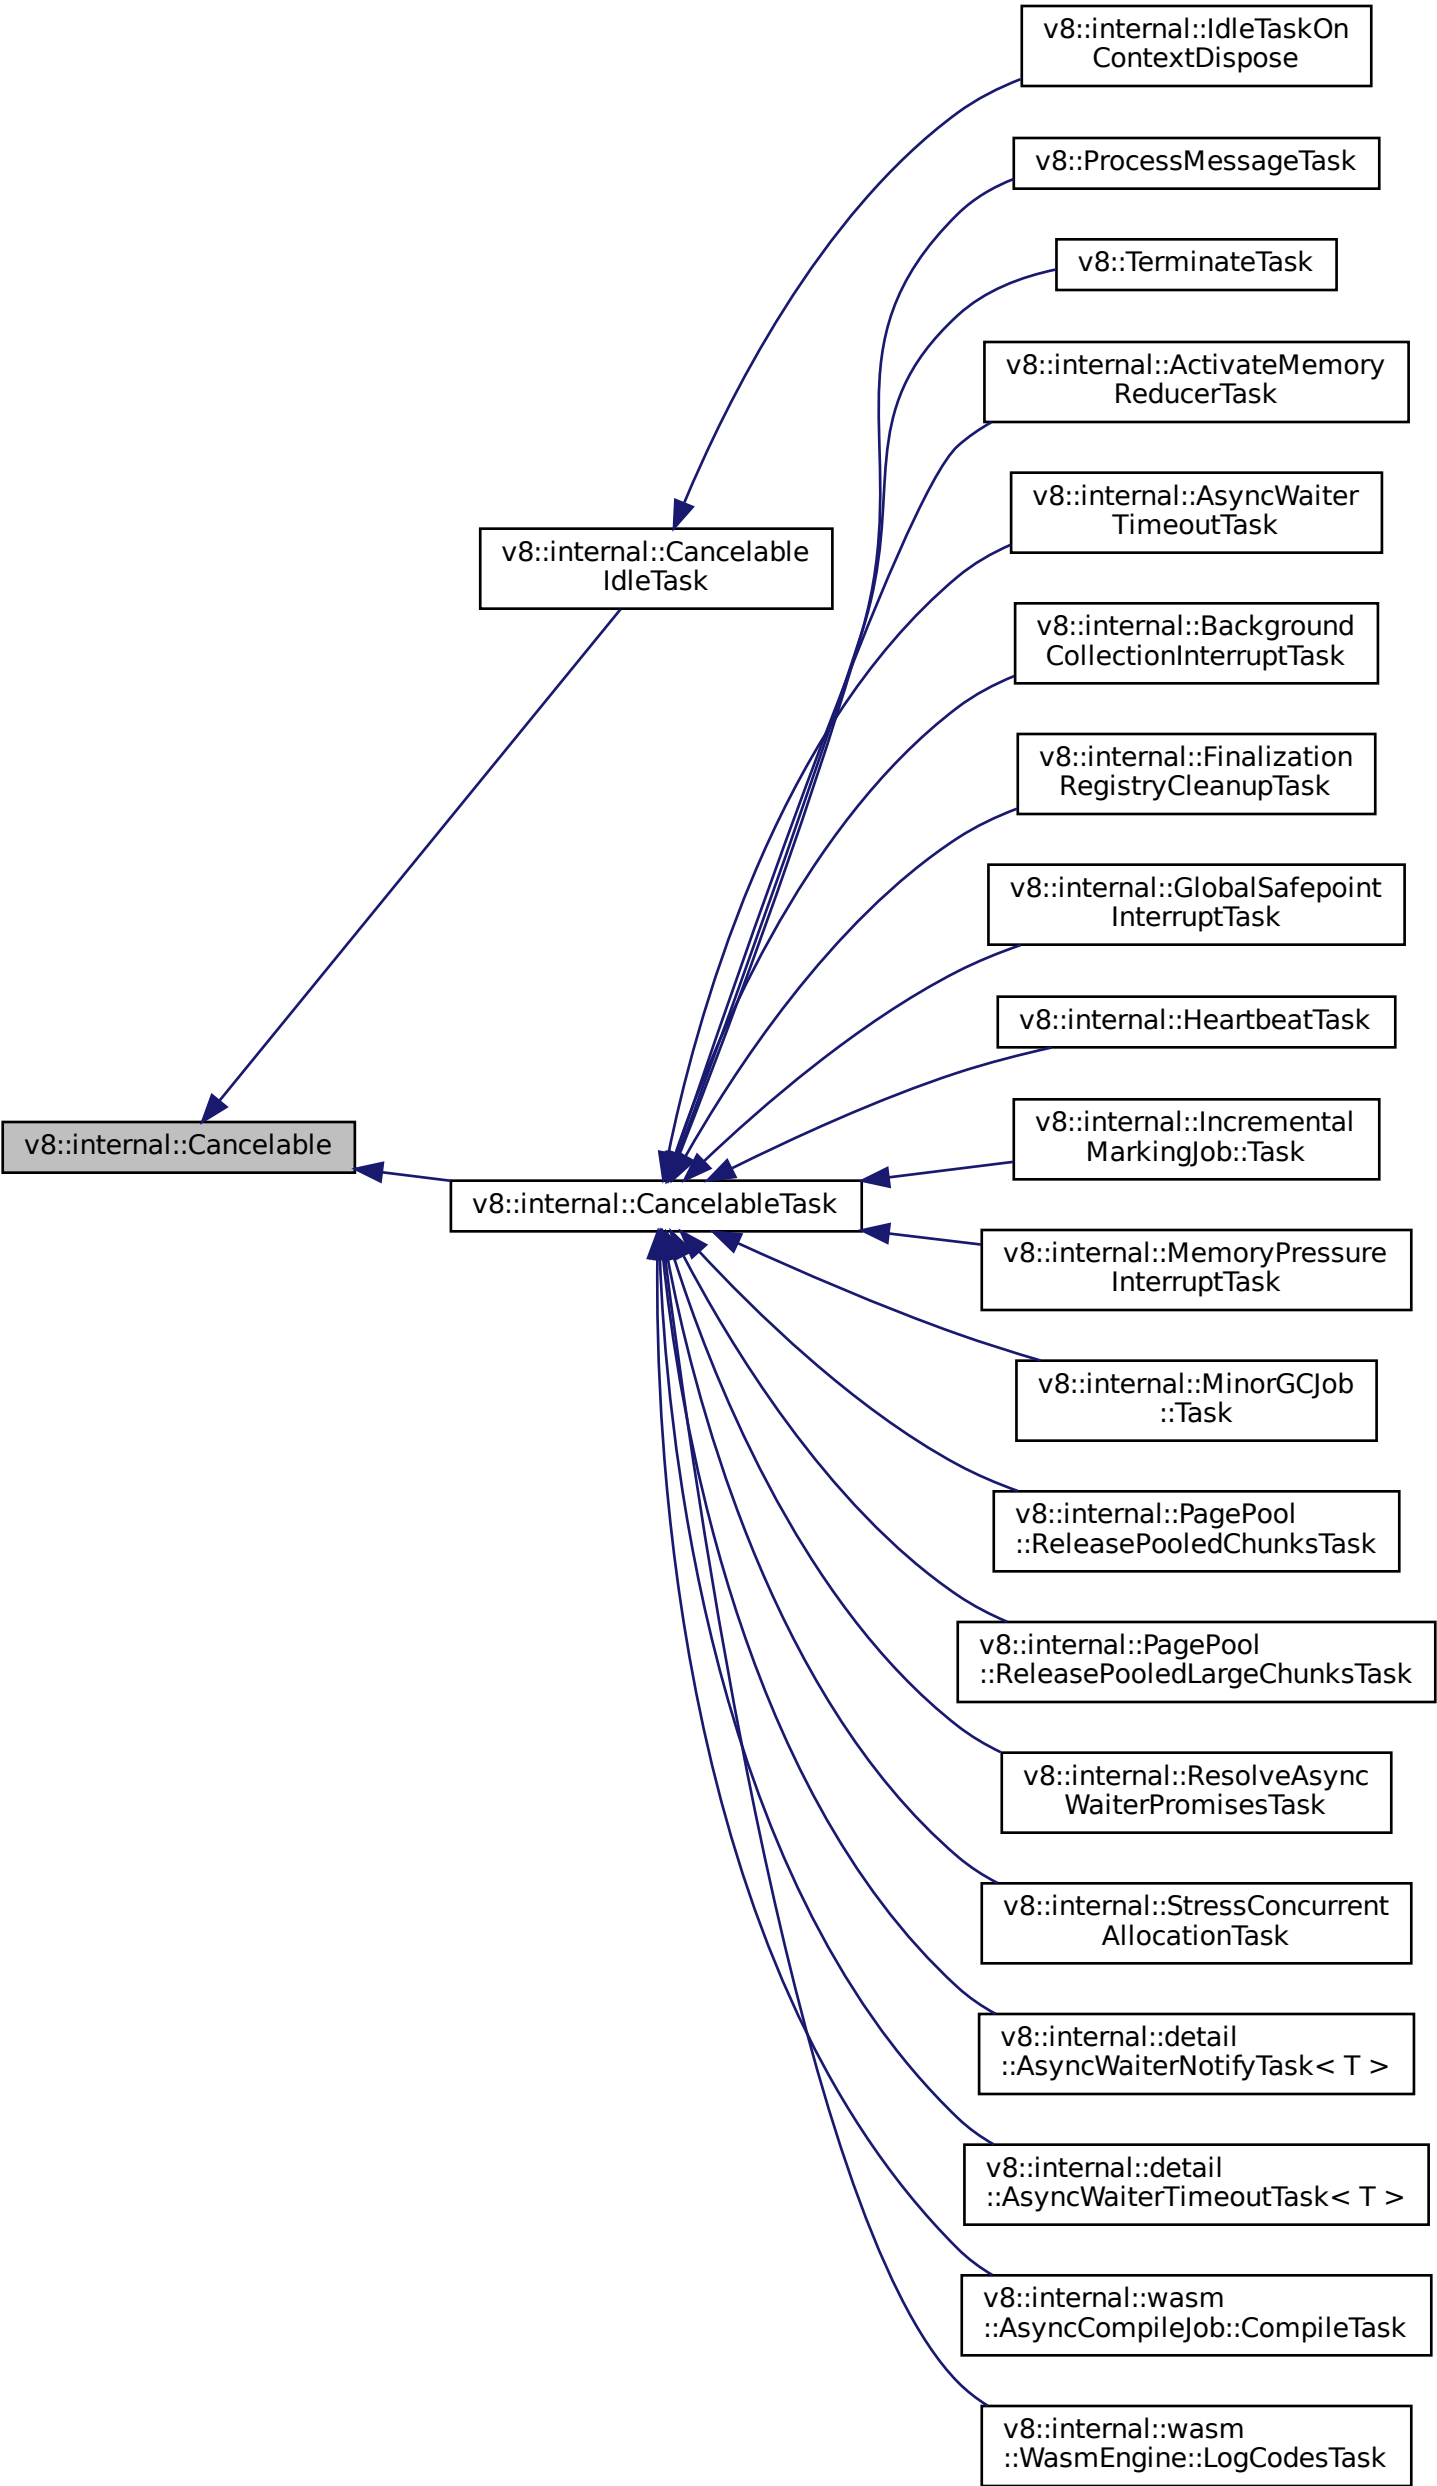 v8::internal::IdleTaskOn
ContextDispose
v8::ProcessMessageTask
v8::TerminateTask
v8::internal::ActivateMemory
ReducerTask
v8::internal::AsyncWaiter
TimeoutTask
v8::internal::Cancelable
IdleTask
v8::internal::Background
CollectionInterruptTask
v8::internal::Finalization
RegistryCleanupTask
v8::internal::GlobalSafepoint
InterruptTask
v8::internal::HeartbeatTask
v8::internal::Cancelable
v8::internal::Incremental
MarkingJob::Task
v8::internal::CancelableTask
v8::internal::MemoryPressure
InterruptTask
v8::internal::MinorGCJob
::Task
v8::internal::PagePool
::ReleasePooledChunksTask
v8::internal::PagePool
::ReleasePooledLargeChunksTask
v8::internal::ResolveAsync
WaiterPromisesTask
v8::internal::StressConcurrent
AllocationTask
v8::internal::detail
::AsyncWaiterNotifyTask< T >
v8::internal::detail
::AsyncWaiterTimeoutTask< T >
v8::internal::wasm
::AsyncCompileJob::CompileTask
v8::internal::wasm
::WasmEngine::LogCodesTask